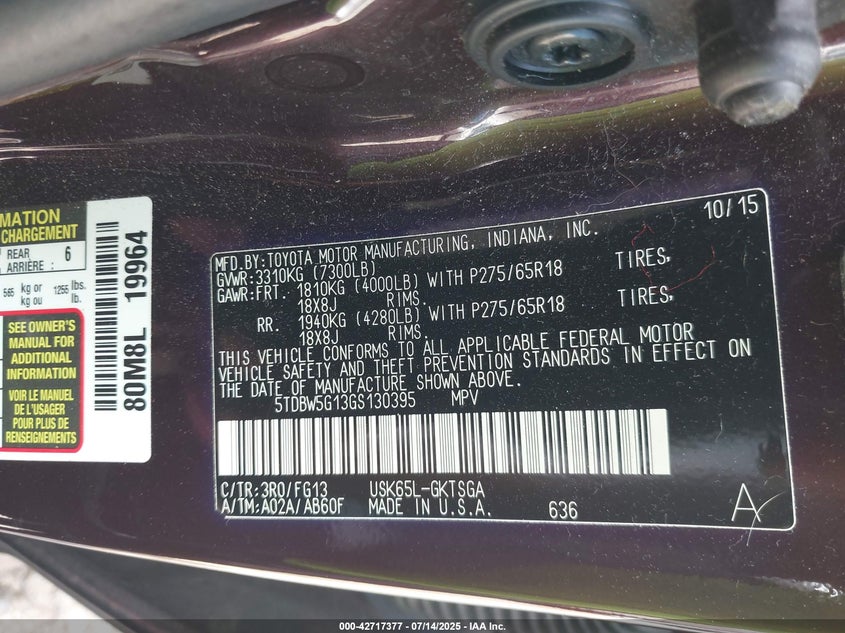 MATION
CHARGEMENT
REAR
ARRIÈRE: 6
565 kg or
kg ou
1255 lbs.
lb.
SEE OWNER'S
MANUAL FOR
ADDITIONAL
INFORMATION
VOIR LE MANUEL
DE L'USAGER
POUR PLUS DE
RENSEIGNEMENTS
80M8L 19964
10/15
MFD.BY:TOYOTA MOTOR MANUFACTURING, INDIANA, INC.
GVWR:3310KG (7300LB)
GAWR:FRT. 1810KG (4000LB) WITH P275/65R18 TIRES,
18X8J RIMS.
RR. 1940KG (4280LB) WITH P275/65R18 TIRES,
18X8J RIMS.
THIS VEHICLE CONFORMS TO ALL APPLICABLE FEDERAL MOTOR
VEHICLE SAFETY AND THEFT PREVENTION STANDARDS IN EFFECT ON
THE DATE OF MANUFACTURE SHOWN ABOVE.
5TDBW5G13GS130395 MPV
C/TR:3R0/FG13 USK65L-GKTSGA
A/TM:A02A/AB60F MADE IN U.S.A. 636
A
000-42717377 - 07/14/2025 - IAA Inc.